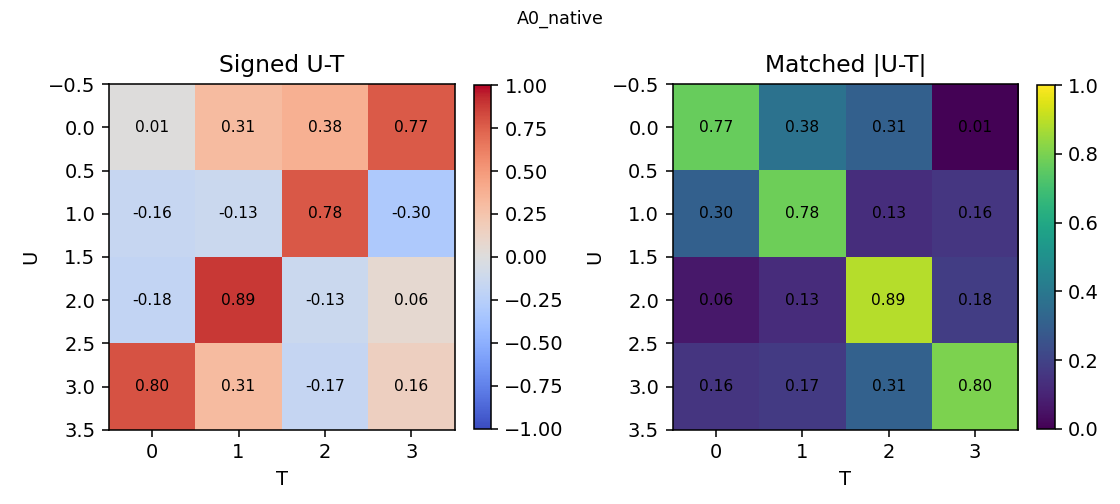 A0_native
Signed U-T
Matched |U-T|
−0.5
0.0
0.5
1.0
1.5
2.0
2.5
3.0
3.5
U
0.01 0.31 0.38 0.77
-0.16 -0.13 0.78 -0.30
-0.18 0.89 -0.13 0.06
0.80 0.31 -0.17 0.16
0 1 2 3
T
1.00
0.75
0.50
0.25
0.00
−0.25
−0.50
−0.75
−1.00
−0.5
0.0
0.5
1.0
1.5
2.0
2.5
3.0
3.5
U
0.77 0.38 0.31 0.01
0.30 0.78 0.13 0.16
0.06 0.13 0.89 0.18
0.16 0.17 0.31 0.80
0 1 2 3
T
1.0
0.8
0.6
0.4
0.2
0.0